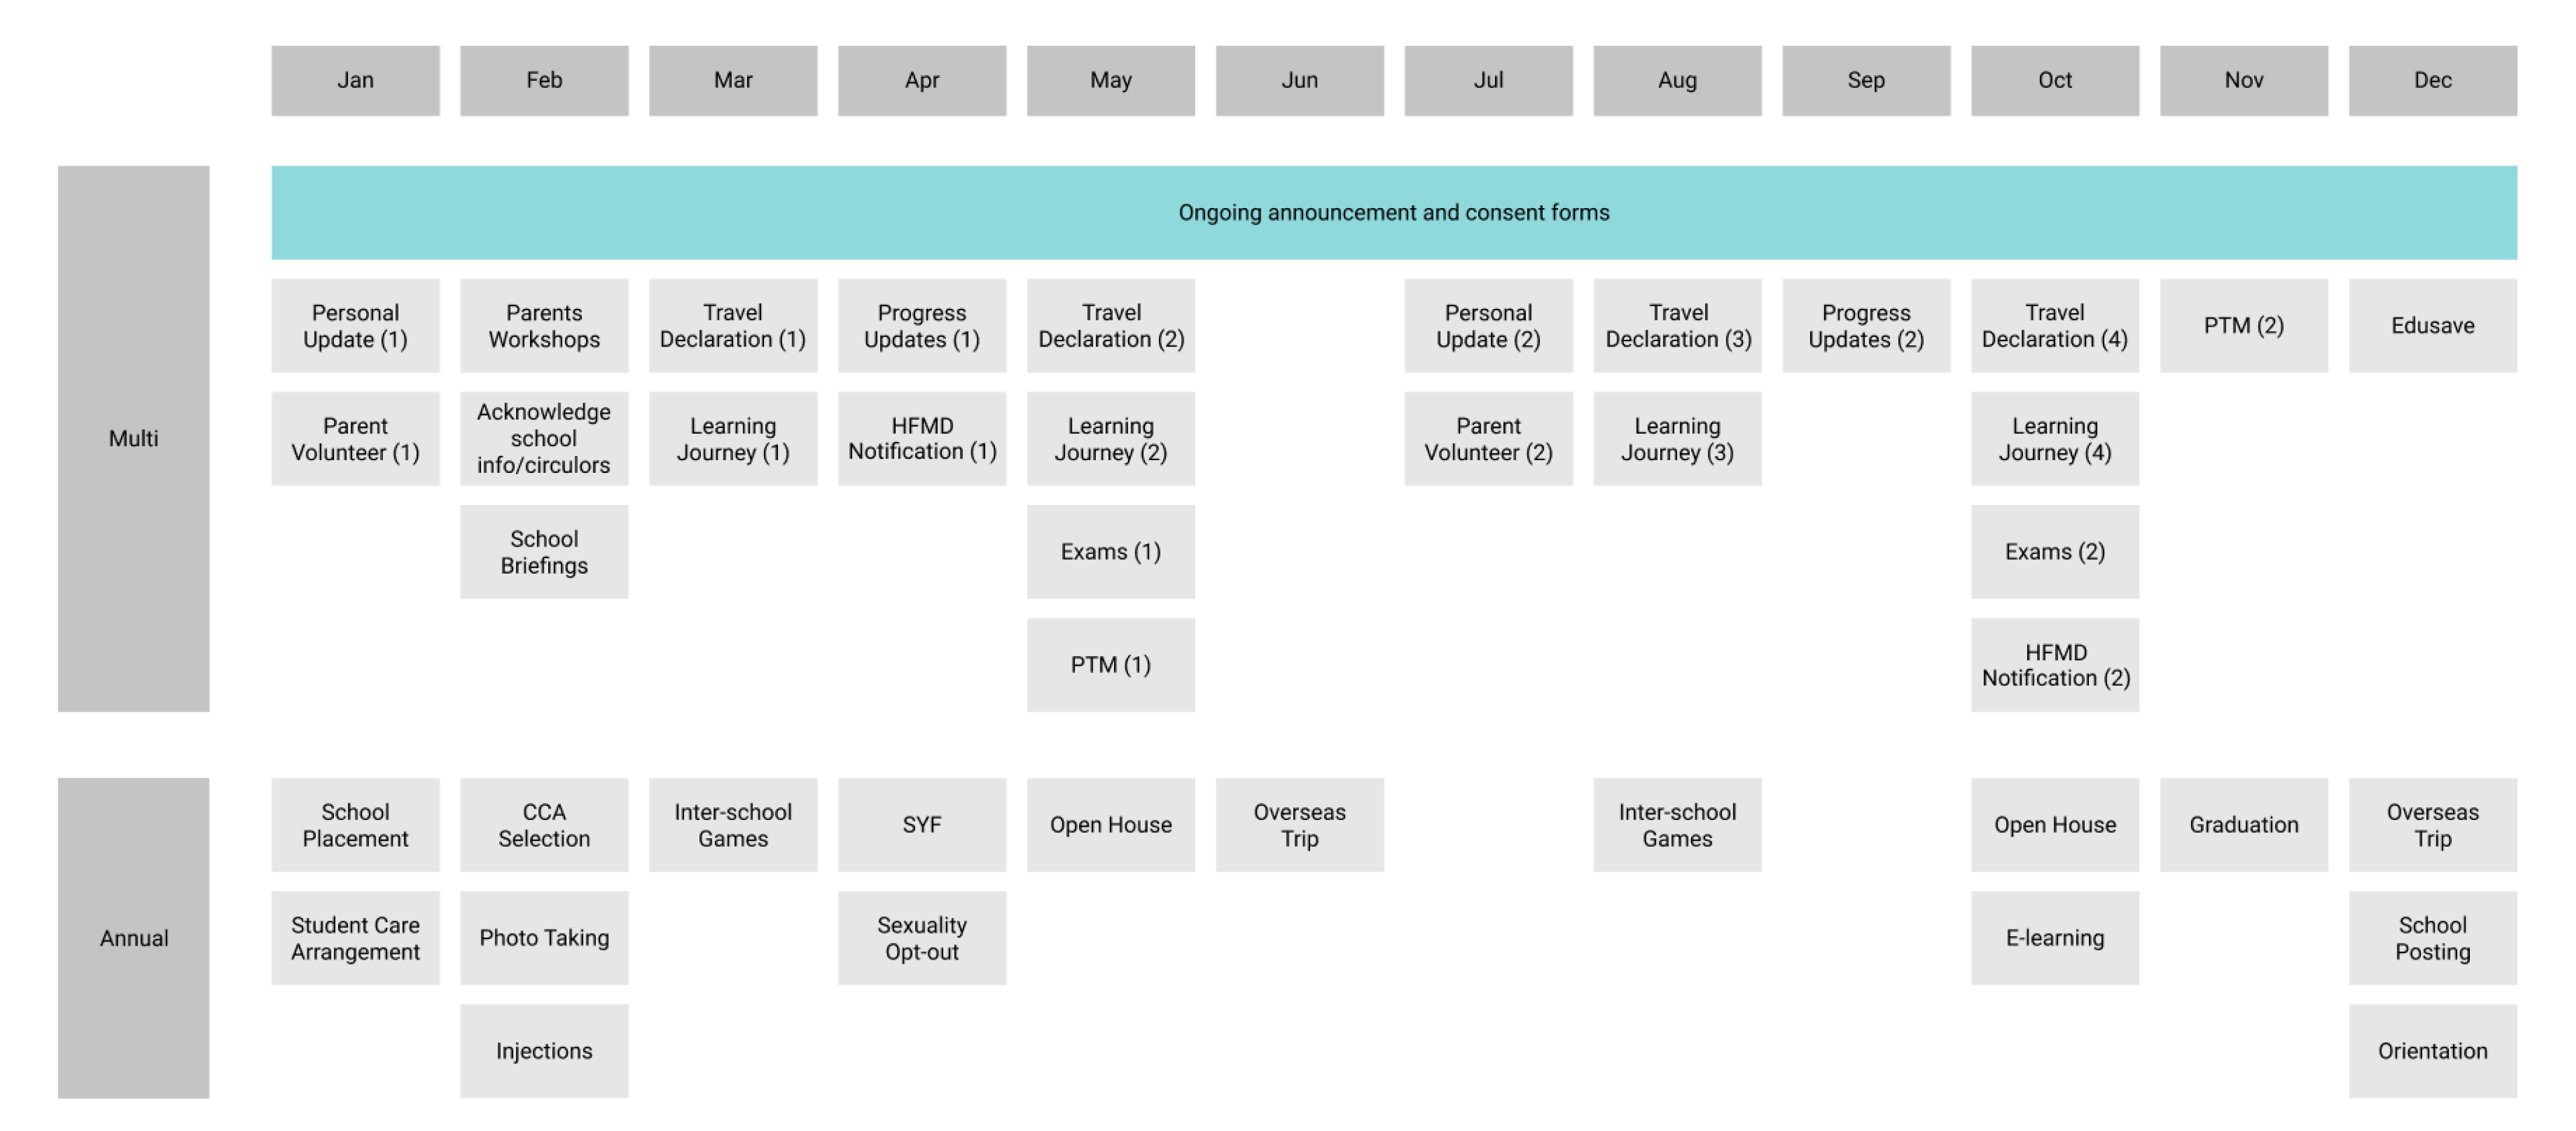 Jan
Feb
Mar
Apr
May
Jun
Jul
Aug
Sep
Oct
Nov
Dec
Multi
Ongoing announcement and consent forms
Personal
Update (1)
Parents
Workshops
Travel
Declaration (1)
Progress
Updates (1)
Travel
Declaration (2)
Personal
Update (2)
Travel
Declaration (3)
Progress
Updates (2)
Travel
Declaration (4)
PTM (2)
Edusave
Parent
Volunteer (1)
Acknowledge
school
info/circulors
Learning
Journey (1)
HFMD
Notification (1)
Learning
Journey (2)
Parent
Volunteer (2)
Learning
Journey (3)
Learning
Journey (4)
School
Briefings
Exams (1)
Exams (2)
PTM (1)
HFMD
Notification (2)
Annual
School
Placement
CCA
Selection
Inter-school
Games
SYF
Open House
Overseas
Trip
Inter-school
Games
Open House
Graduation
Overseas
Trip
Student Care
Arrangement
Photo Taking
Sexuality
Opt-out
E-learning
School
Posting
Injections
Orientation